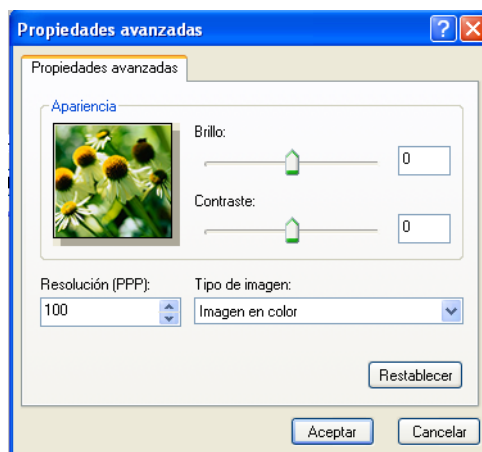 Propiedades avanzadas
Propiedades avanzadas
Apariencia
Brillo:
0
Contraste:
0
Resolución (PPP): Tipo de imagen:
100 Imagen en color
Restablecer
Aceptar Cancelar